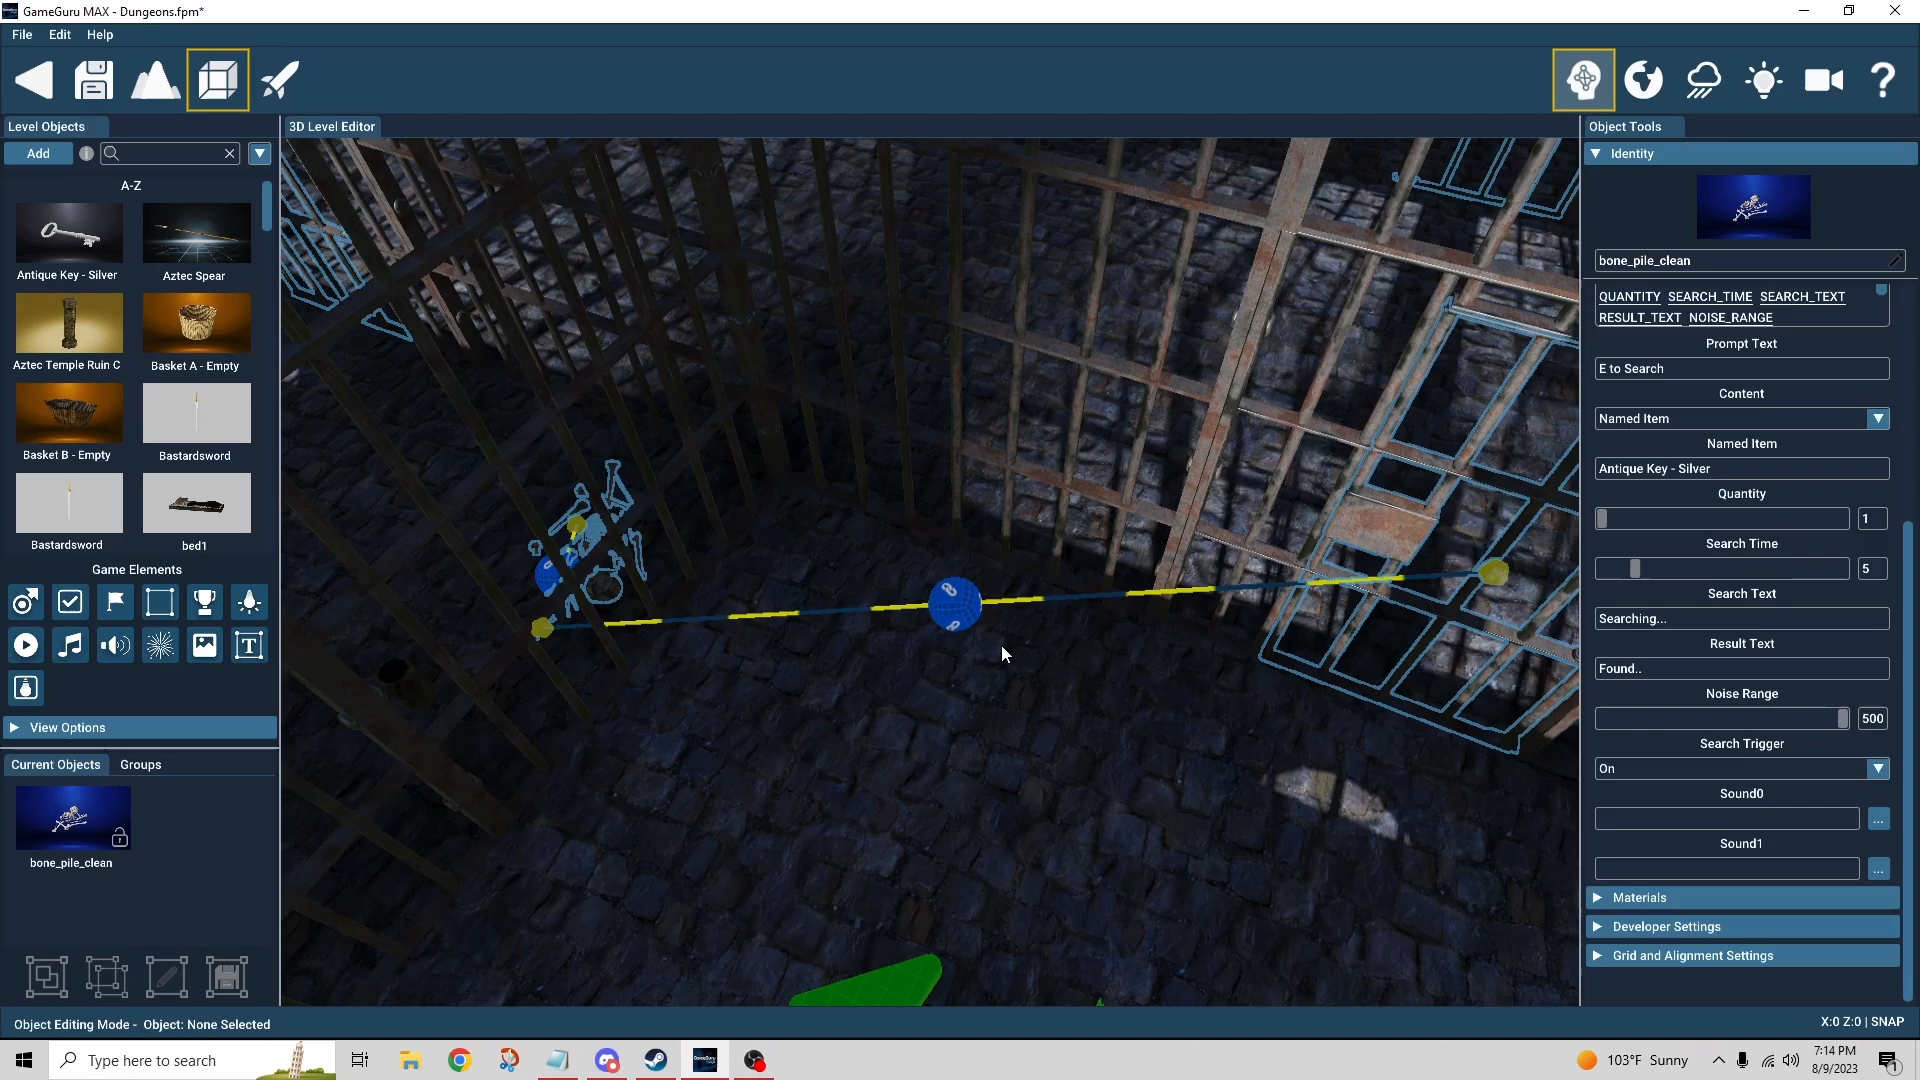 GameGuru MAX - Dungeons.fpm*
File Edit Help
Level Objects
3D Level Editor
Object Tools
Add
Identity
A-Z
Antique Key - Silver
Aztec Spear
bone_pile_clean
QUANTITY SEARCH_TIME SEARCH_TEXT
RESULT_TEXT NOISE_RANGE
Aztec Temple Ruin C
Basket A - Empty
Prompt Text
E to Search
Content
Named Item
Basket B - Empty
Bastardsword
Named Item
Antique Key - Silver
Quantity
1
Bastardsword
bed1
Search Time
5
Game Elements
Search Text
Searching...
Result Text
Found..
Noise Range
500
View Options
Search Trigger
On
Current Objects
Groups
Sound0
...
bone_pile_clean
Sound1
...
Materials
Developer Settings
Grid and Alignment Settings
Object Editing Mode - Object: None Selected
X:0 Z:0 | SNAP
Type here to search
103°F Sunny
7:14 PM
8/9/2023
1